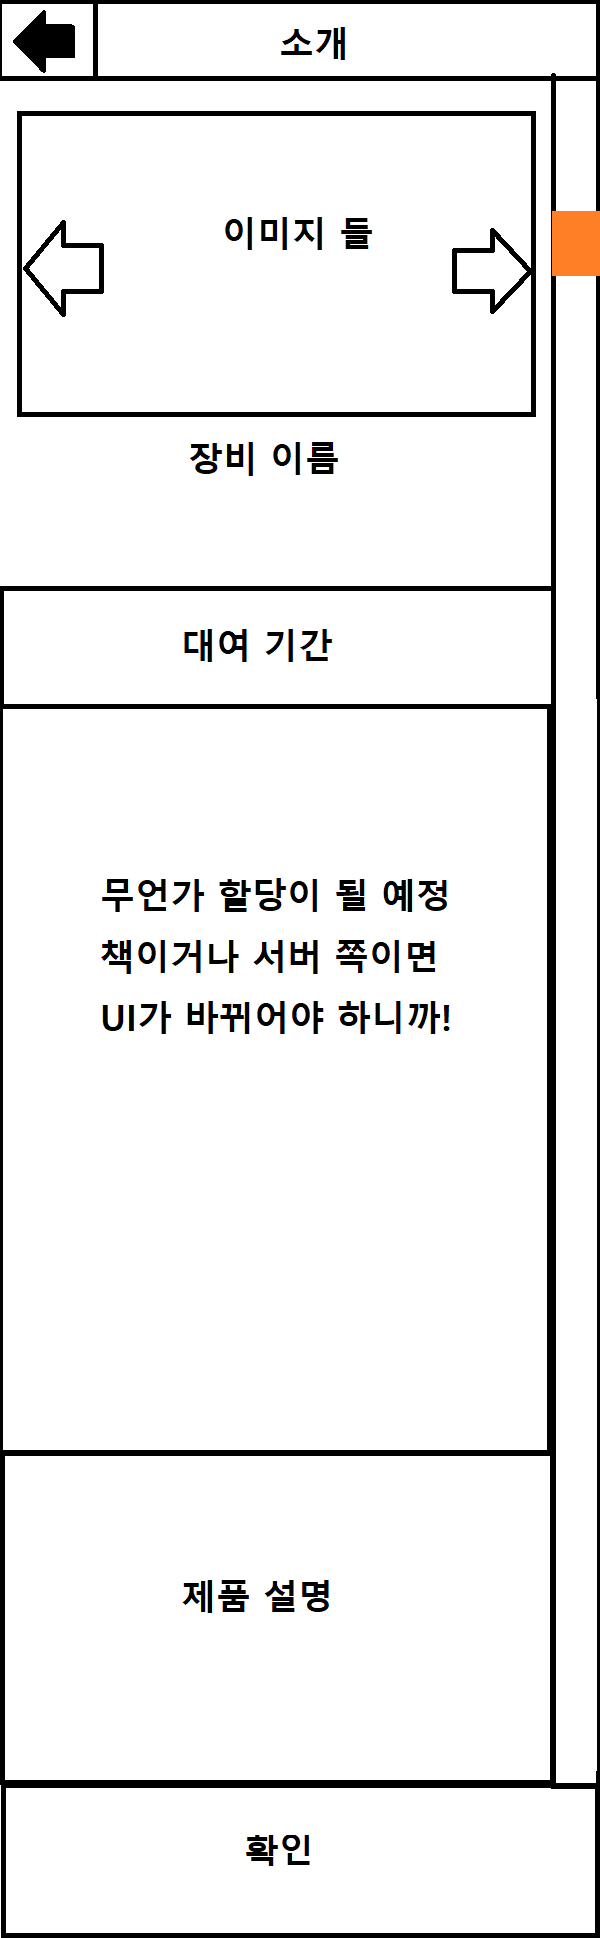 소개
이미지 들
장비 이름
대여 기간
무언가 할당이 될 예정
책이거나 서버 쪽이면
UI가 바뀌어야 하니까!
제품 설명
확인